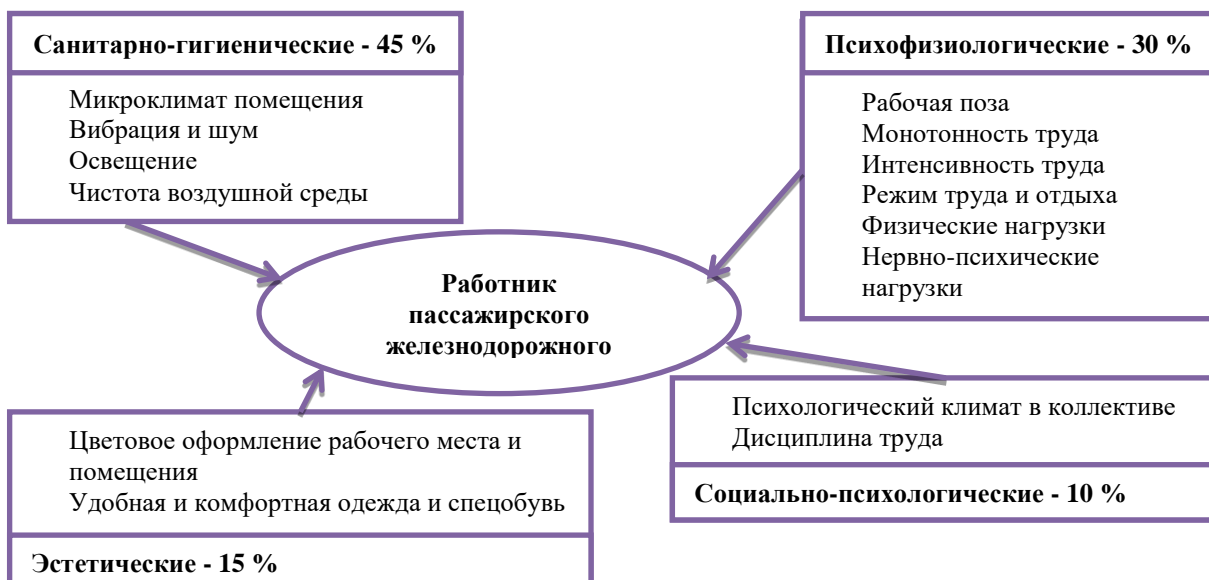 Санитарно-гигиенические - 45 %
Микроклимат помещения
Вибрация и шум
Освещение
Чистота воздушной среды
Психофизиологические - 30 %
Рабочая поза
Монотонность труда
Интенсивность труда
Режим труда и отдыха
Физические нагрузки
Нервно-психические
нагрузки
Работник
пассажирского
железнодорожного
Цветовое оформление рабочего места и
помещения
Удобная и комфортная одежда и спецобувь
Эстетические - 15 %
Психологический климат в коллективе
Дисциплина труда
Социально-психологические - 10 %